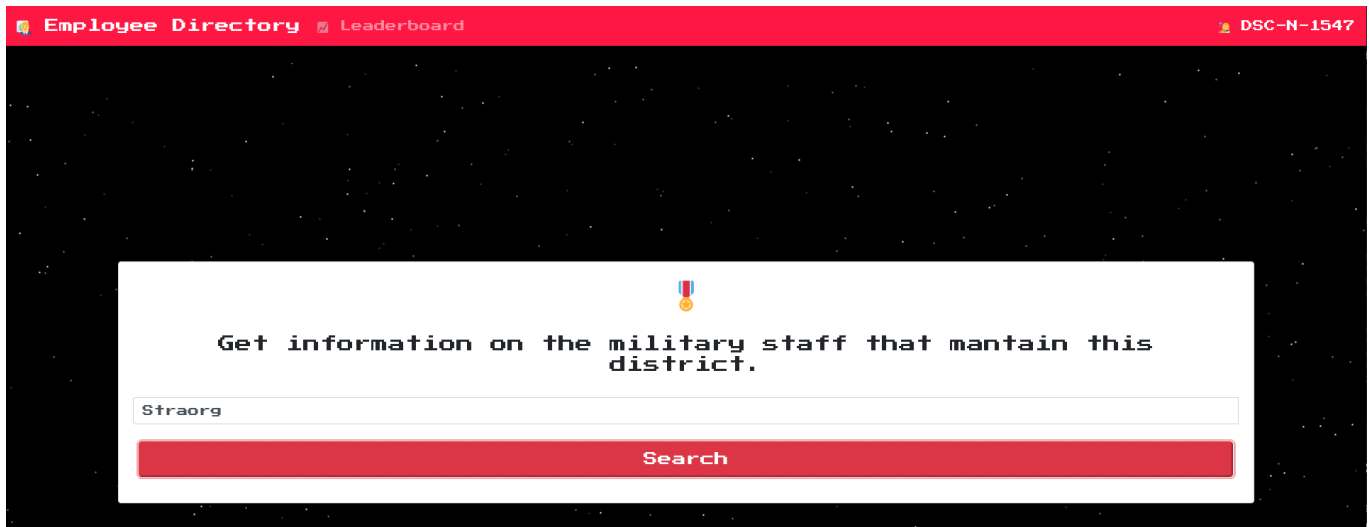 Employee Directory Leaderboard DSC-N-1547
Get information on the military staff that mantain this
district.
Straorg
Search